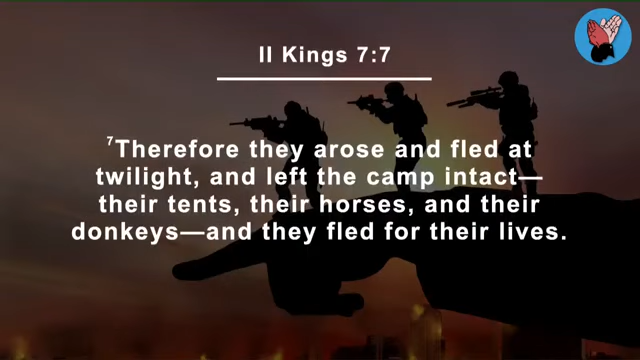 II Kings 7:7
⁷Therefore they arose and fled at
twilight, and left the camp intact—
their tents, their horses, and their
donkeys—and they fled for their lives.